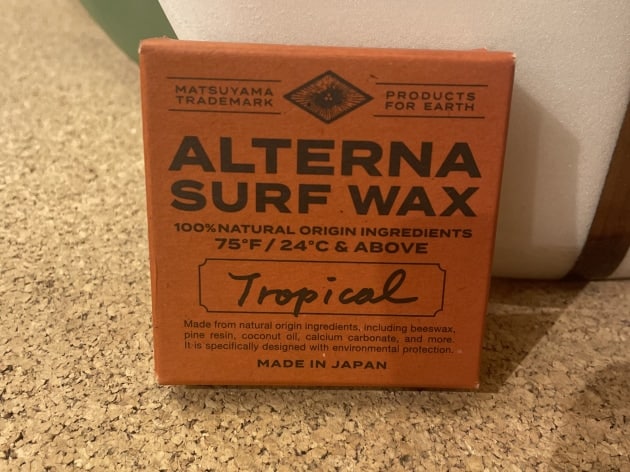 MATSUYAMA
TRADEMARK
PRODUCTS
FOR EARTH
ALTERNA
SURF WAX
100% NATURAL ORIGIN INGREDIENTS
75°F / 24°C & ABOVE
Tropical
Made from natural origin ingredients, including beeswax,
pine resin, coconut oil, calcium carbonate, and more.
It is specifically designed with environmental protection.
MADE IN JAPAN